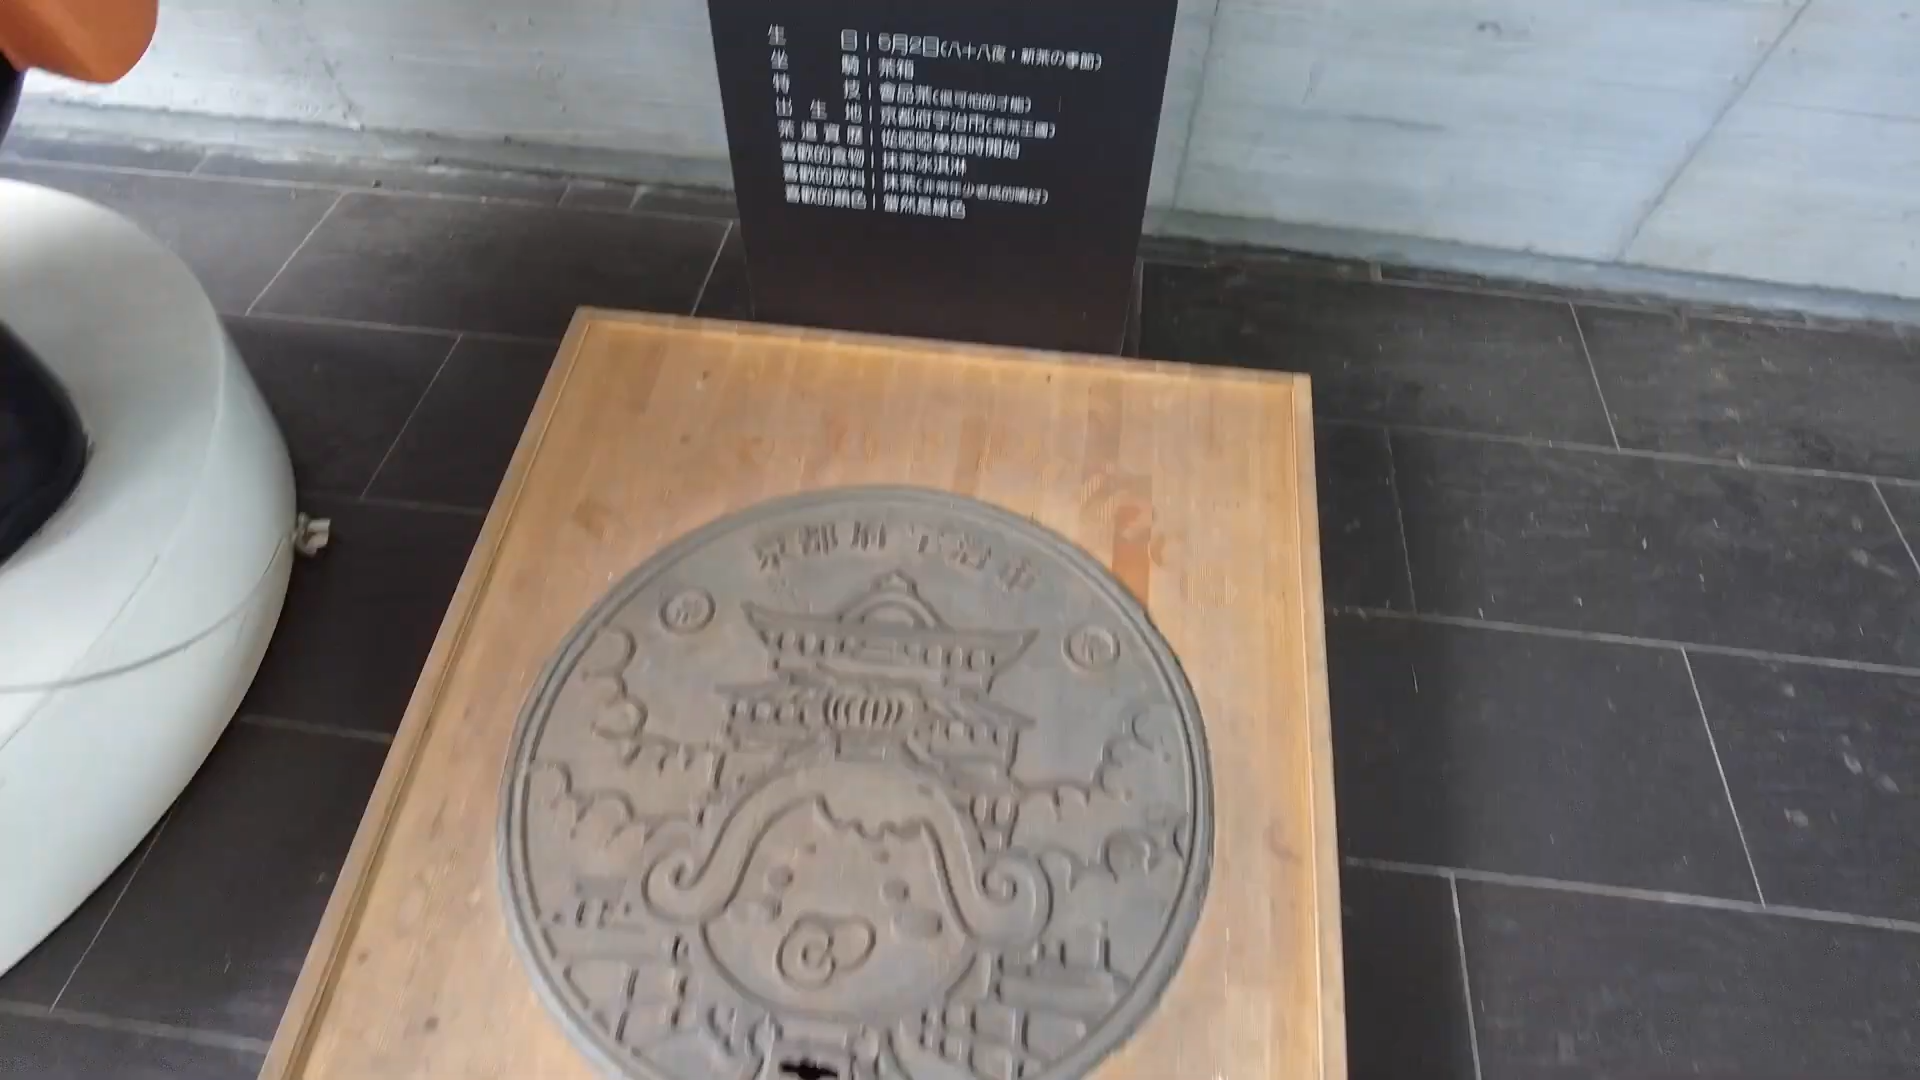 生日｜5月2日(八十八夜，新茶の季節)
坐騎｜茶箱
特技｜會品茶(很可怕的才能)
出生地｜京都府宇治市(茶茶王國)
茶道資歷｜從啞啞學語時開始
喜歡的食物｜抹茶冰淇淋
喜歡的飲料｜抹茶(非常年少老成的嗜好)
喜歡的顏色｜當然是綠色
京都府宇治市